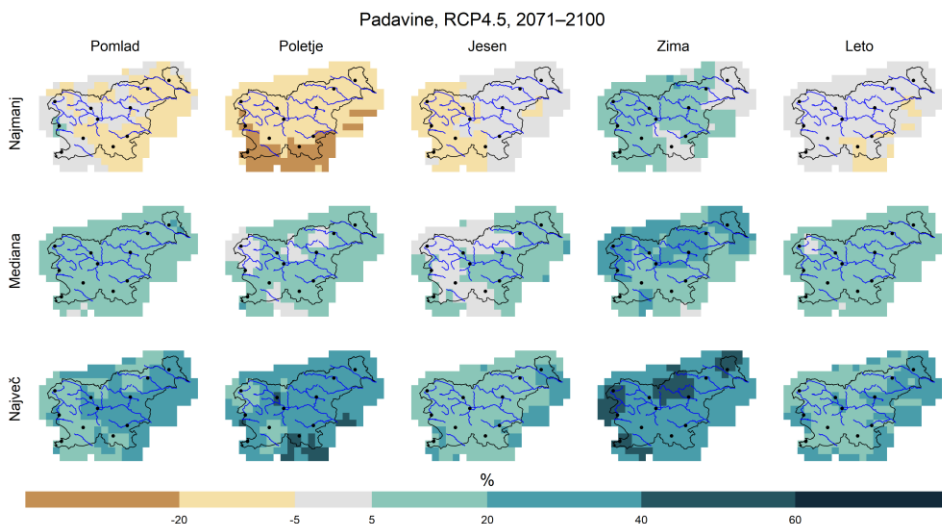 Padavine, RCP4.5, 2071–2100
Pomlad Poletje Jesen Zima Leto
Najmanj
Mediana
Največ
%
-20 -5 5 20 40 60